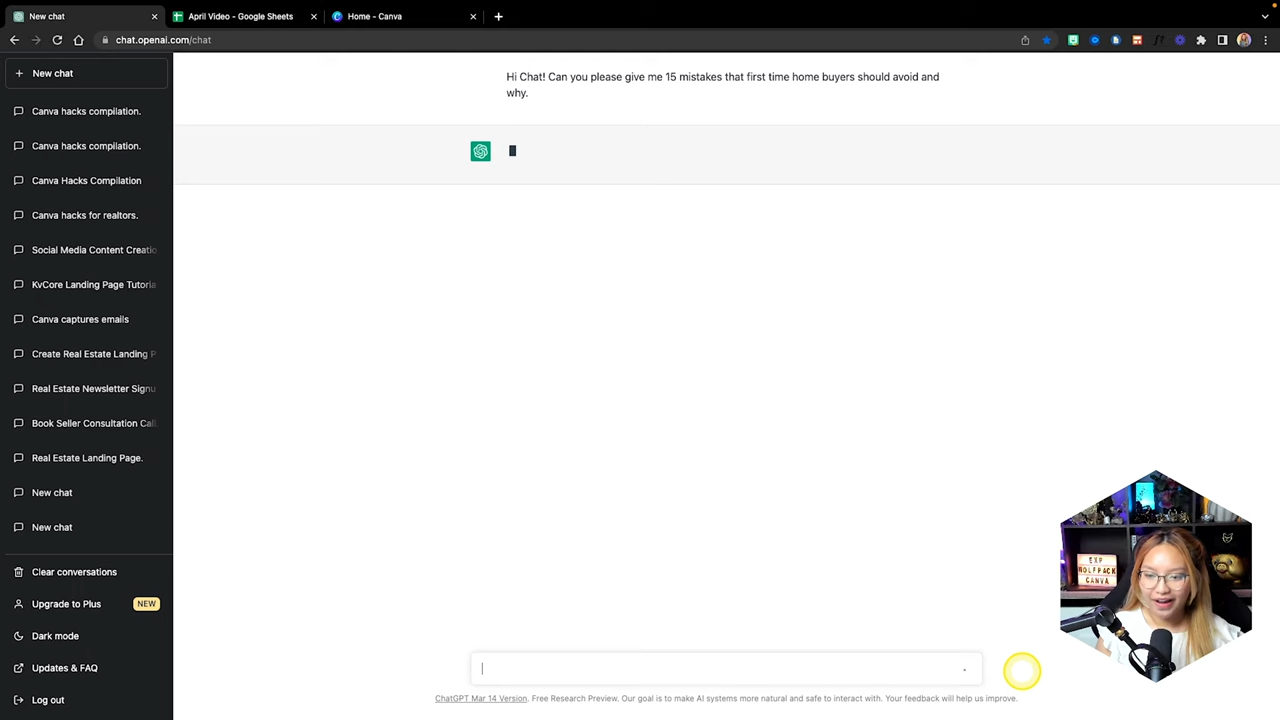 New chat
April Video - Google Sheets
Home - Canva
chat.openai.com/chat
New chat
Canva hacks compilation.
Canva hacks compilation.
Canva Hacks Compilation
Canva hacks for realtors.
Social Media Content Creatio
KvCore Landing Page Tutoria
Canva captures emails
Create Real Estate Landing P
Real Estate Newsletter Signu
Book Seller Consultation Cal
Real Estate Landing Page.
New chat
New chat
Clear conversations
Upgrade to Plus NEW
Dark mode
Updates & FAQ
Log out
Hi Chat! Can you please give me 15 mistakes that first time home buyers should avoid and
why.
ChatGPT Mar 14 Version. Free Research Preview. Our goal is to make AI systems more natural and safe to interact with. Your feedback will help us improve.
EXP
WOLFPACK
CANVA